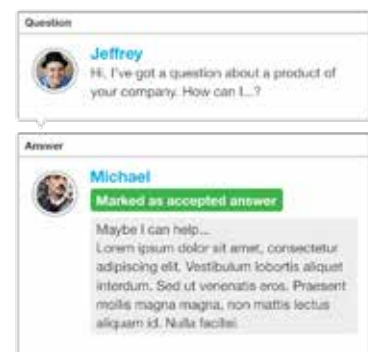 Question
Jeffrey
Hi, I've got a question about a product of
your company. How can I...?
Answer
Michael
Marked as accepted answer
Maybe I can help...
Lorem ipsum dolor sit amet, consectetur
adipiscing elit. Vestibulum lobortis aliquet
interdum. Sed ut venenatis eros. Praesent
mollis magna magna, non mattis lectus
aliquam id. Nulla facilisi.